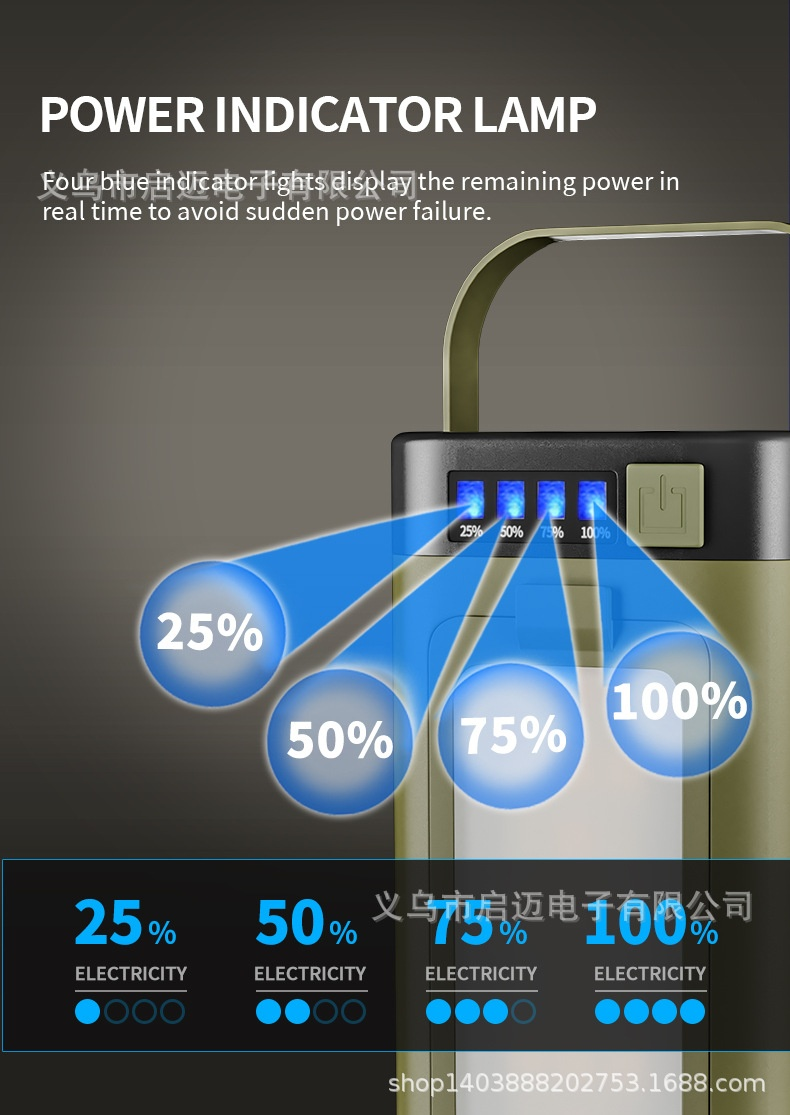 POWER INDICATOR LAMP
Four blue indicator lights display the remaining power in
义乌市启迈电子有限公司
real time to avoid sudden power failure.
25% 50% 75% 100%
25%
50%
75%
100%
义乌市启迈电子有限公司
25% 50% 75% 100%
ELECTRICITY ELECTRICITY ELECTRICITY ELECTRICITY
shop1403888202753.1688.com